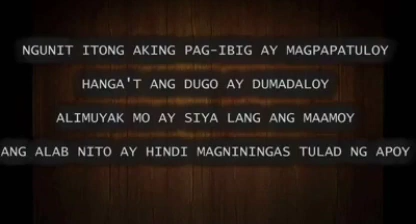 NGUNIT ITONG AKING PAG-IBIG AY MAGPAPATULOY
HANGA'T ANG DUGO AY DUMADALOY
ALIMUYAK MO AY SIYA LANG ANG MAAMOY
ANG ALAB NITO AY HINDI MAGNININGAS TULAD NG APOY